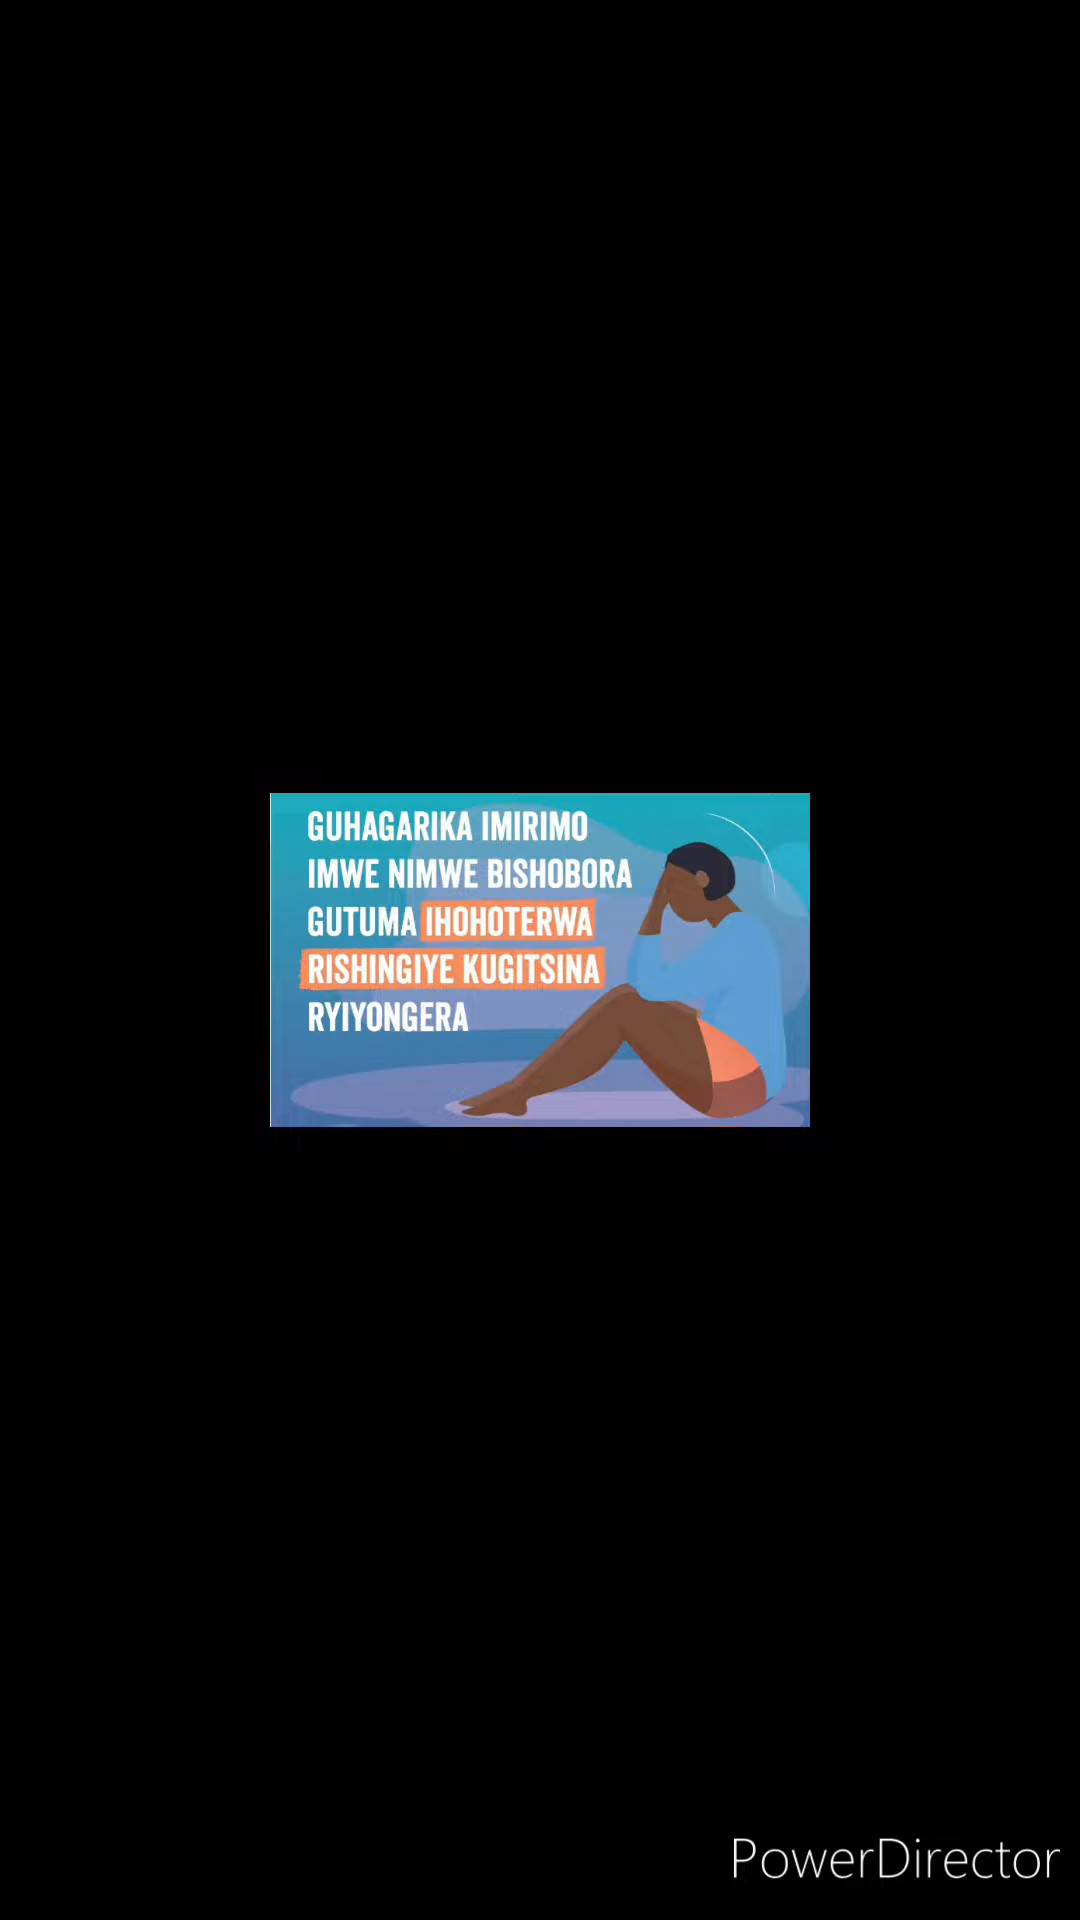 GUHAGARIKA IMIRIMO
IMWE NIMWE BISHOBORA
GUTUMA IHOHOTERWA
RISHINGIYE KUGITSINA
RYIYONGERA
PowerDirector